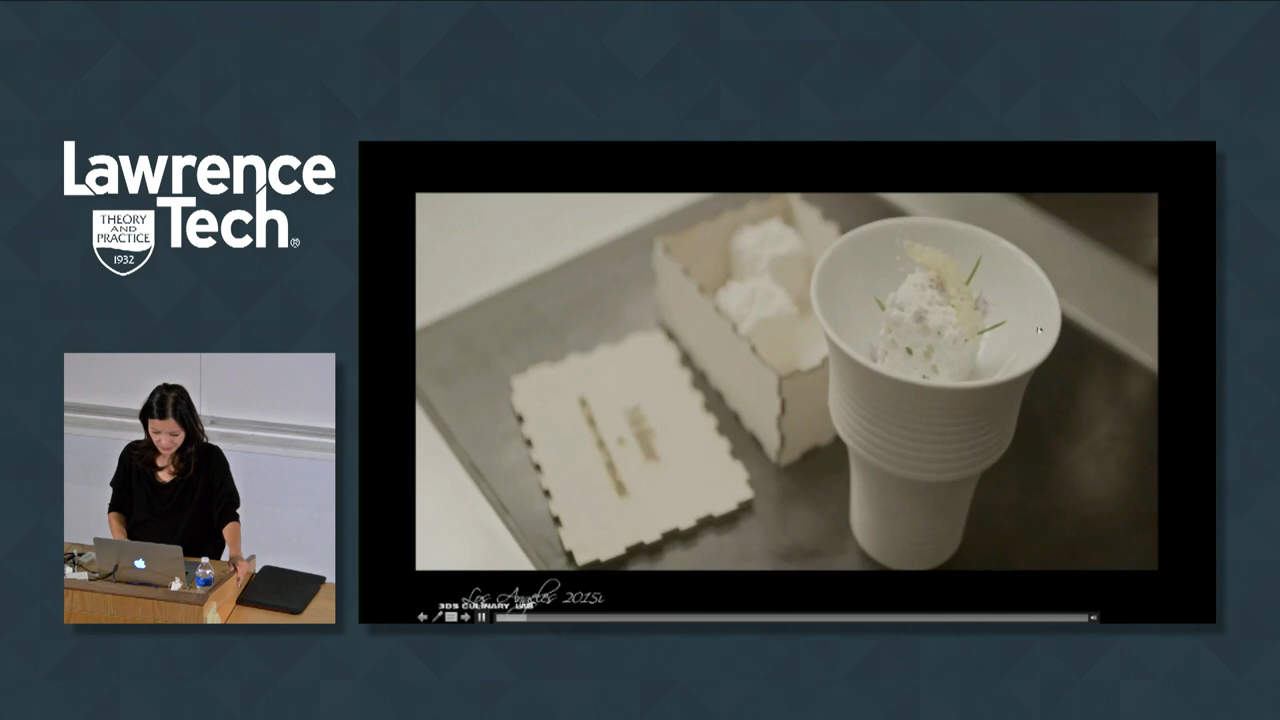 Lawrence
Tech®
THEORY
AND
PRACTICE
1932
Los Angeles 2015
3DS CULINARY LAB